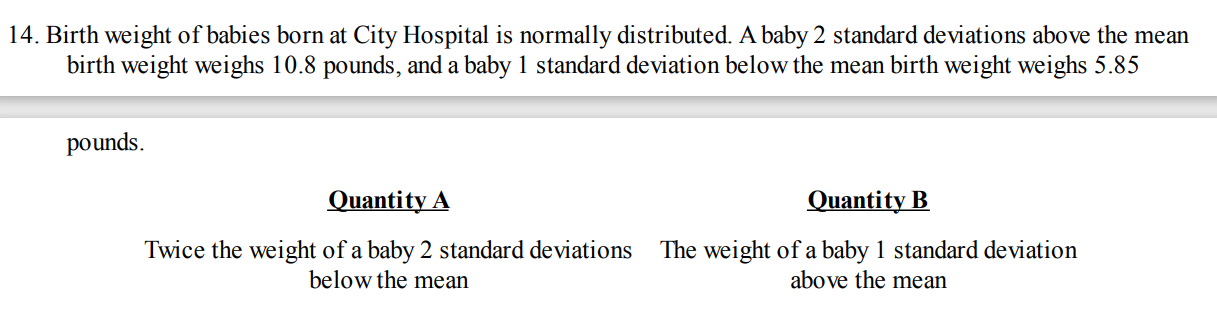 14. Birth weight of babies born at City Hospital is normally distributed. A baby 2 standard deviations above the mean
birth weight weighs 10.8 pounds, and a baby 1 standard deviation below the mean birth weight weighs 5.85
pounds.
Quantity A
Quantity B
Twice the weight of a baby 2 standard deviations
below the mean
The weight of a baby 1 standard deviation
above the mean